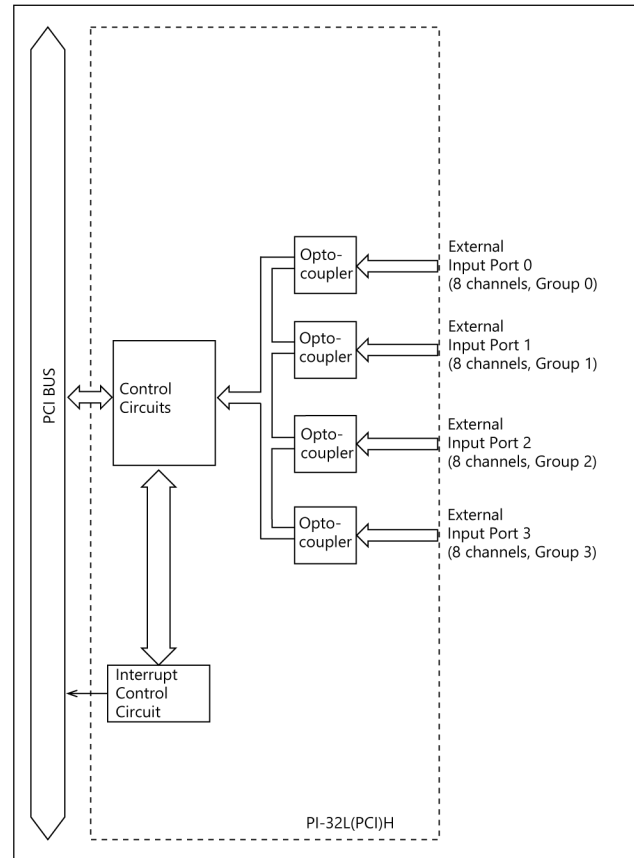 PCI BUS
Control
Circuits
Interrupt
Control
Circuit
Opto-
coupler
External
Input Port 0
(8 channels, Group 0)
Opto-
coupler
External
Input Port 1
(8 channels, Group 1)
Opto-
coupler
External
Input Port 2
(8 channels, Group 2)
Opto-
coupler
External
Input Port 3
(8 channels, Group 3)
PI-32L(PCI)H